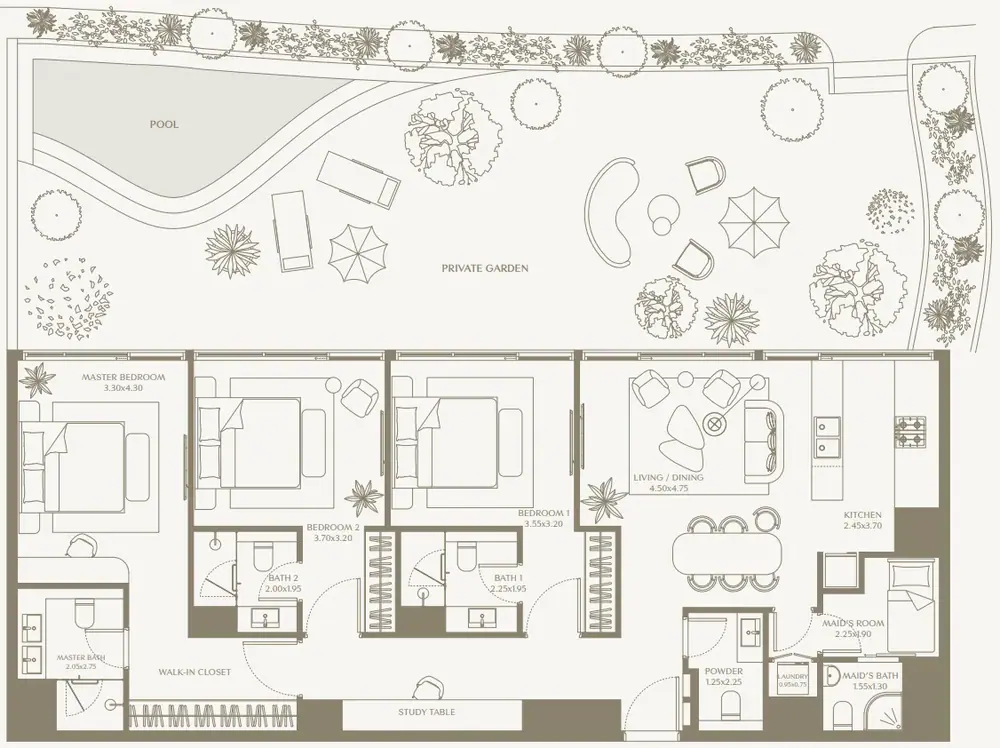 POOL
PRIVATE GARDEN
MASTER BEDROOM
3.30x4.30
LIVING / DINING
4.50x4.75
BEDROOM 1
3.55x3.20
KITCHEN
2.45x3.70
BEDROOM 2
3.70x3.20
BATH 2
2.00x1.95
BATH 1
2.25x1.95
MAID'S ROOM
2.25x1.90
MASTER BATH
2.05x2.75
WALK-IN CLOSET
POWDER
1.25x2.25
LAUNDRY
0.95x0.75
MAID'S BATH
1.55x1.30
STUDY TABLE